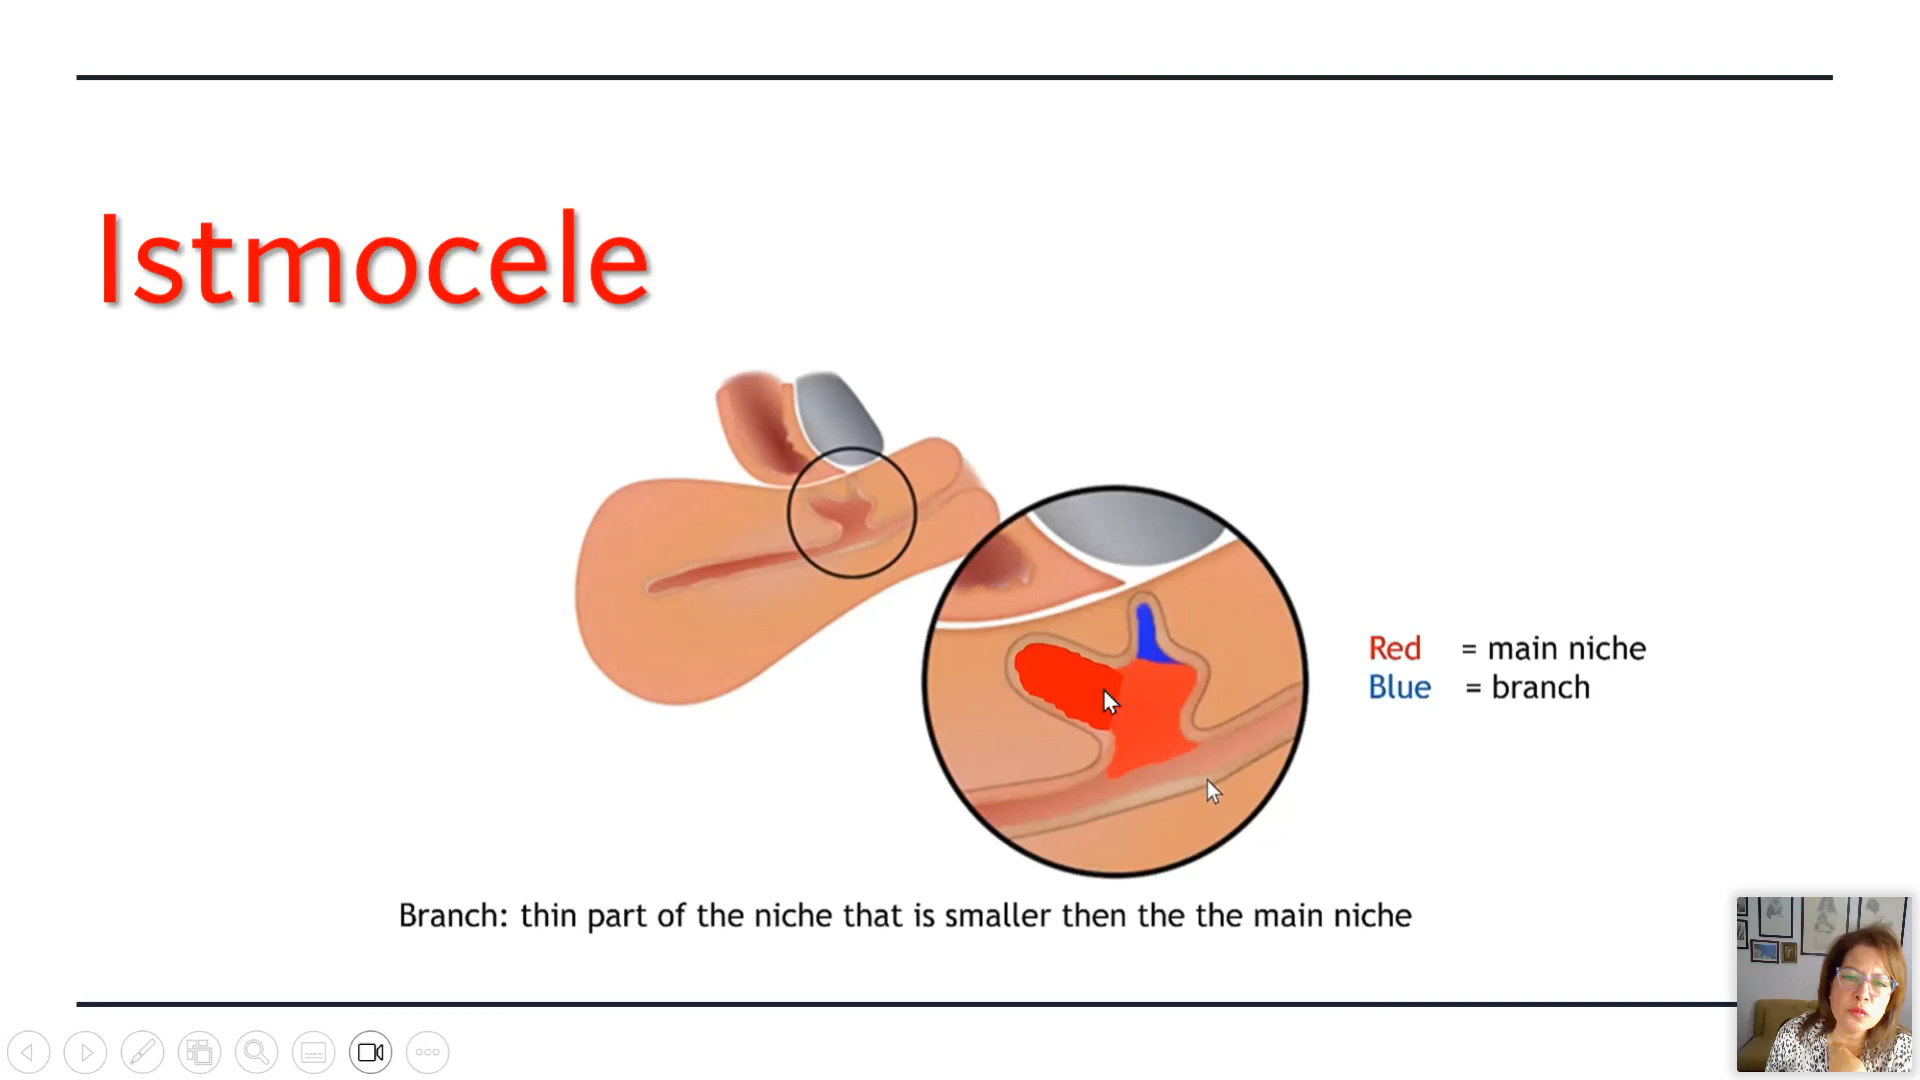 Istmocele
Red = main niche
Blue = branch
Branch: thin part of the niche that is smaller then the the main niche